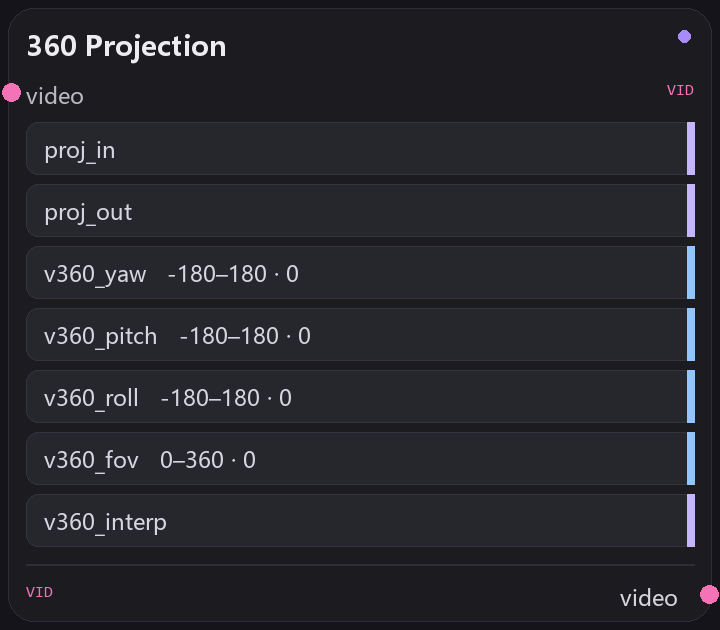 360 Projection
video VID
proj_in
proj_out
v360_yaw -180–180 · 0
v360_pitch -180–180 · 0
v360_roll -180–180 · 0
v360_fov 0–360 · 0
v360_interp
VID video